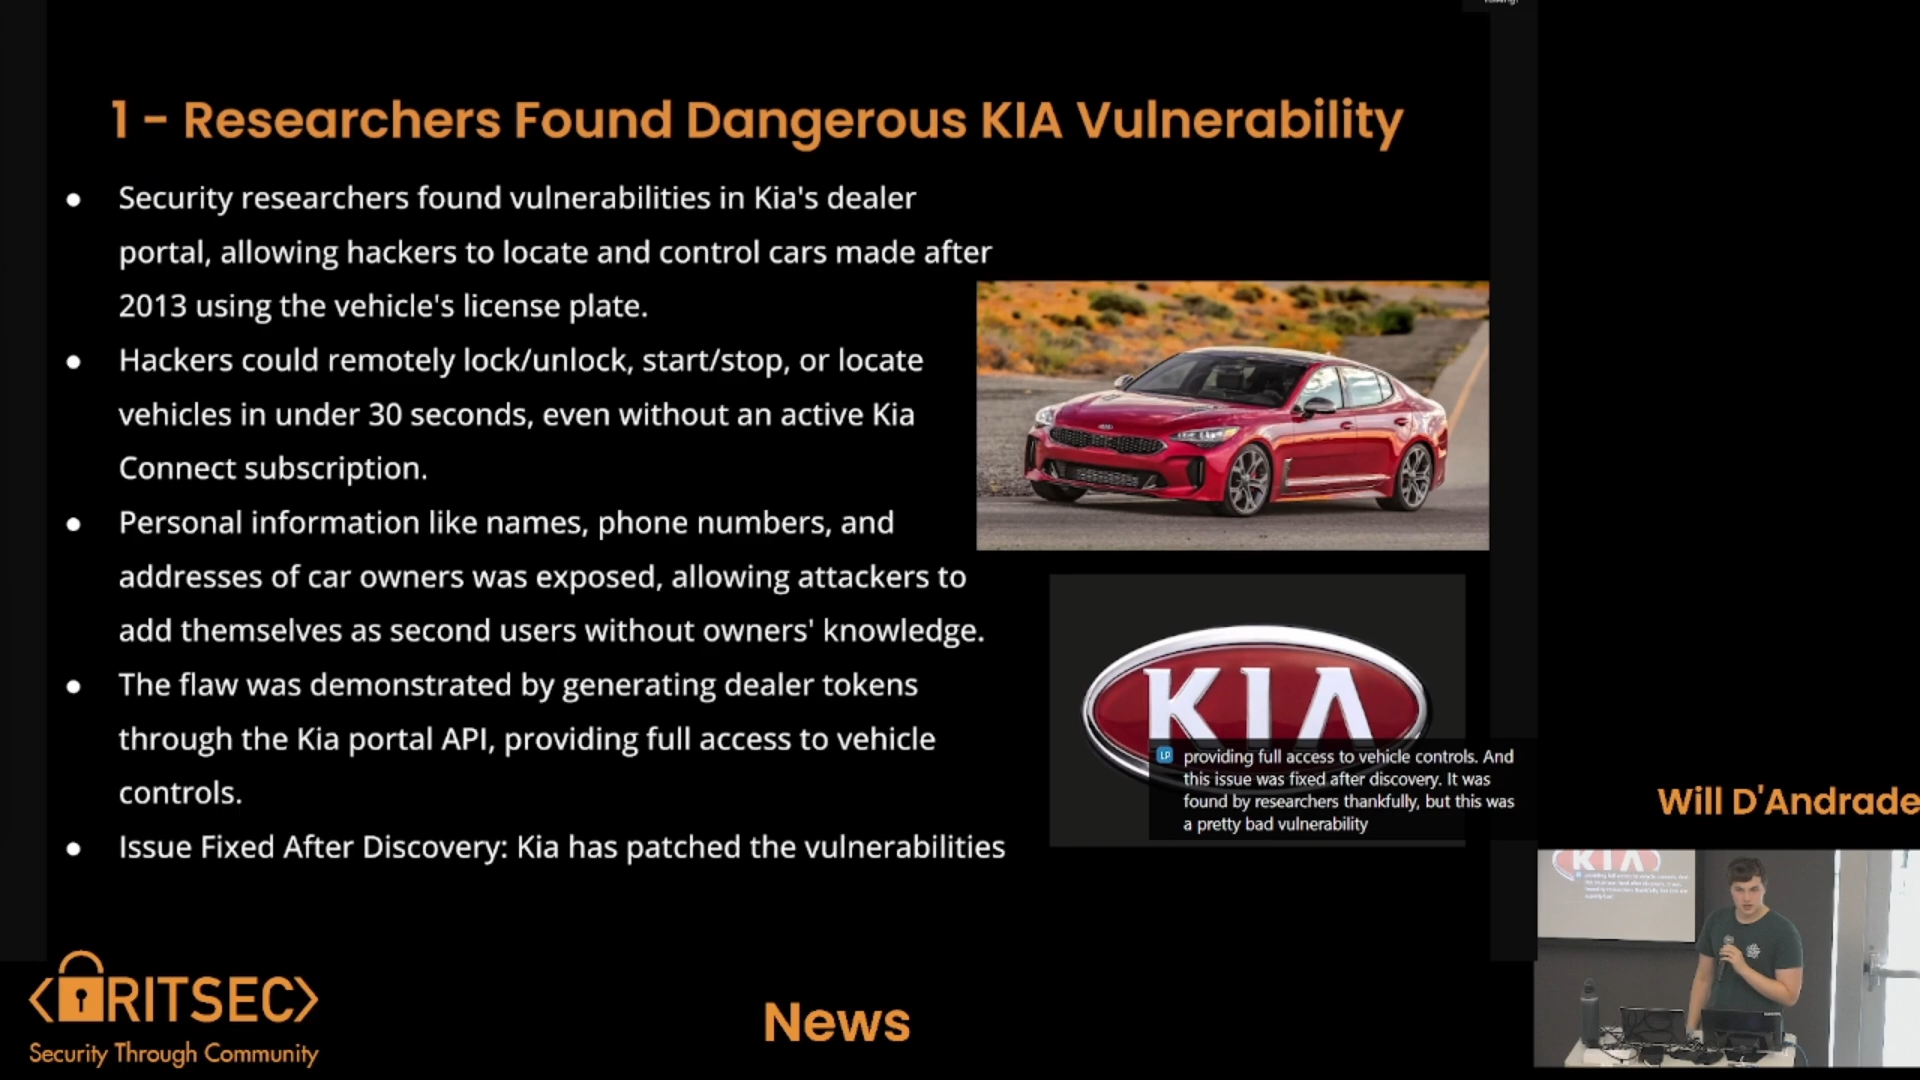 1 - Researchers Found Dangerous KIA Vulnerability
Security researchers found vulnerabilities in Kia's dealer
portal, allowing hackers to locate and control cars made after
2013 using the vehicle's license plate.
Hackers could remotely lock/unlock, start/stop, or locate
vehicles in under 30 seconds, even without an active Kia
Connect subscription.
Personal information like names, phone numbers, and
addresses of car owners was exposed, allowing attackers to
add themselves as second users without owners' knowledge.
The flaw was demonstrated by generating dealer tokens
through the Kia portal API, providing full access to vehicle
controls.
Issue Fixed After Discovery: Kia has patched the vulnerabilities
KIA
LP
providing full access to vehicle controls. And
this issue was fixed after discovery. It was
found by researchers thankfully, but this was
a pretty bad vulnerability
Will D'Andrade
KIA
<RITSEC>
Security Through Community
News